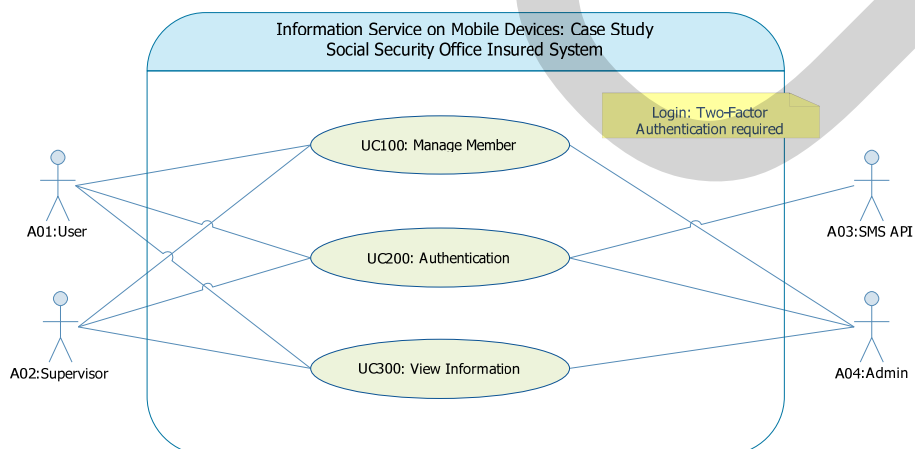 Information Service on Mobile Devices: Case Study
Social Security Office Insured System
Login: Two-Factor
Authentication required
UC100: Manage Member
A01:User
A03:SMS API
UC200: Authentication
A02:Supervisor
UC300: View Information
A04:Admin